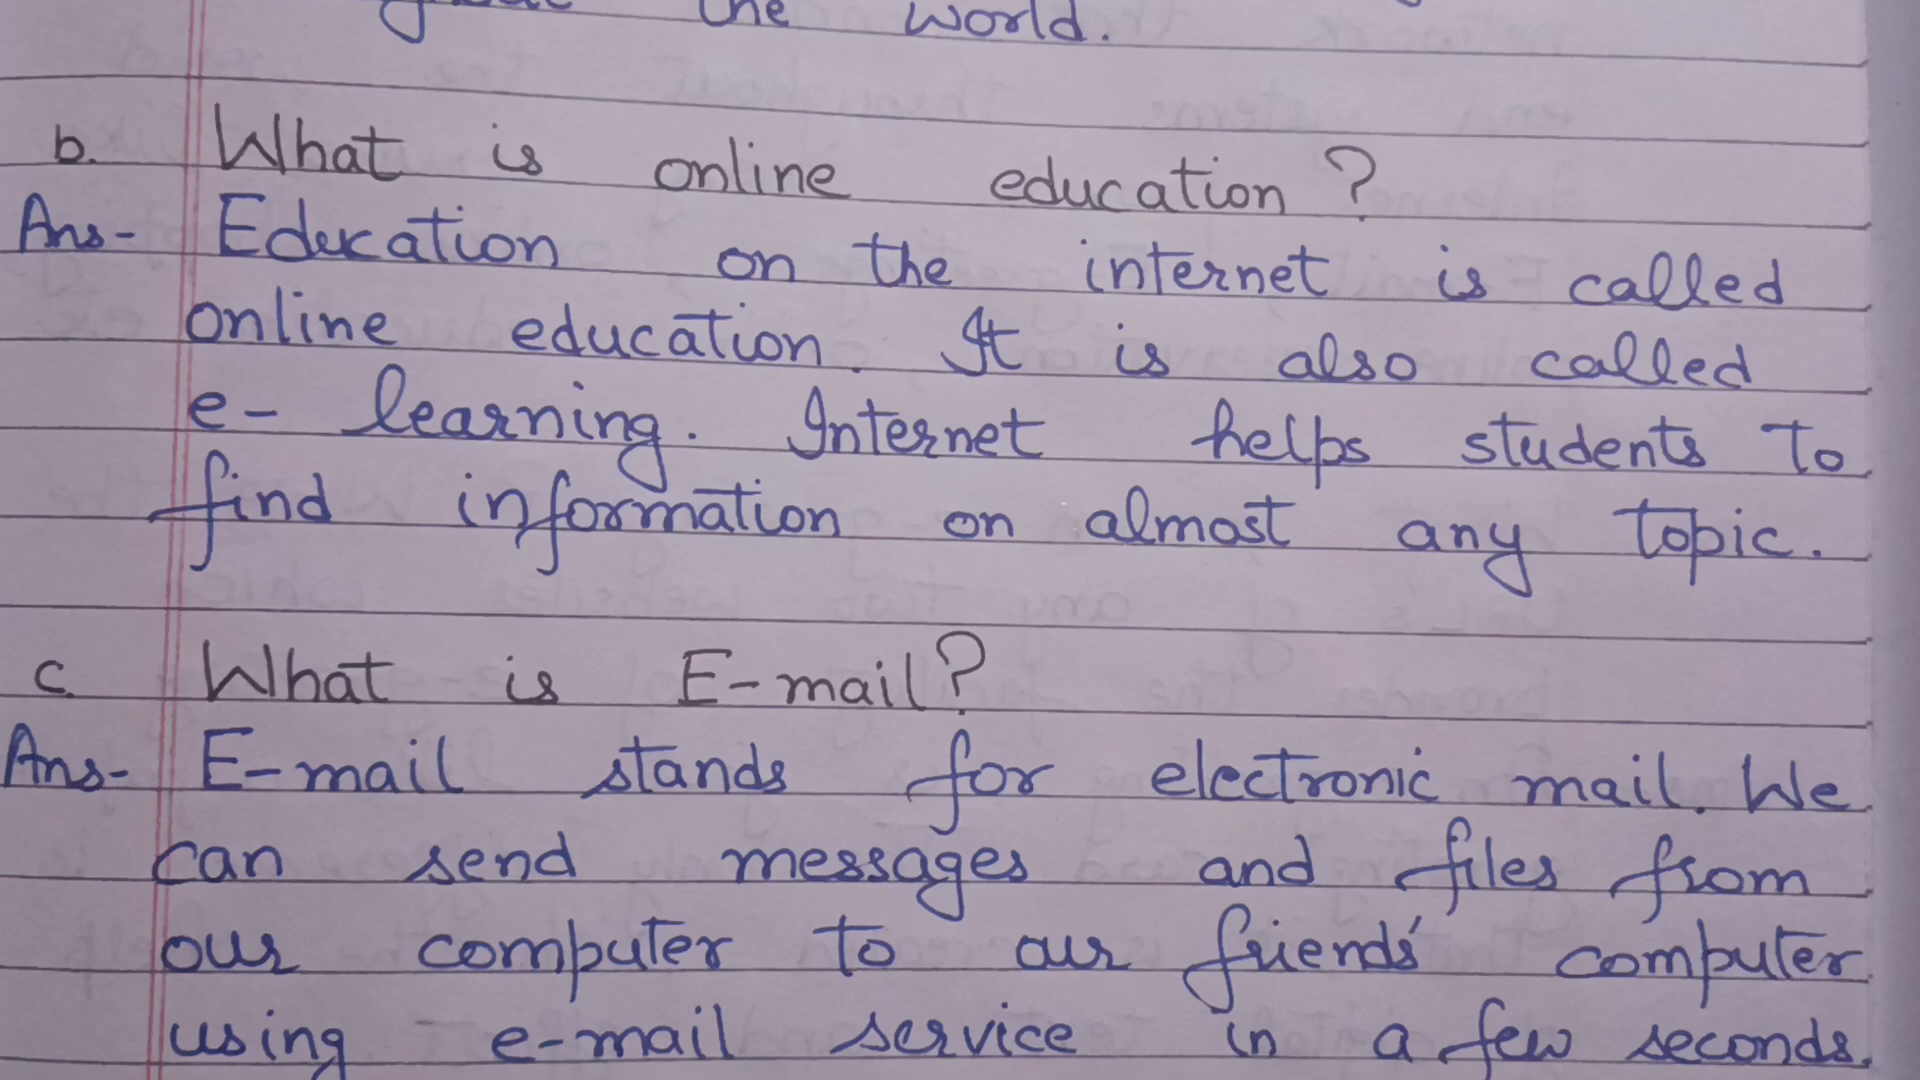 the world.
b. What is online education ?
Ans- Education on the internet is called
online education. It is also called
e- learning. Internet helps students to
find information on almost any topic.
c. What is E-mail?
Ans- E-mail stands for electronic mail. We
can send messages and files from
our computer to our friends' computer
using e-mail service in a few seconds.